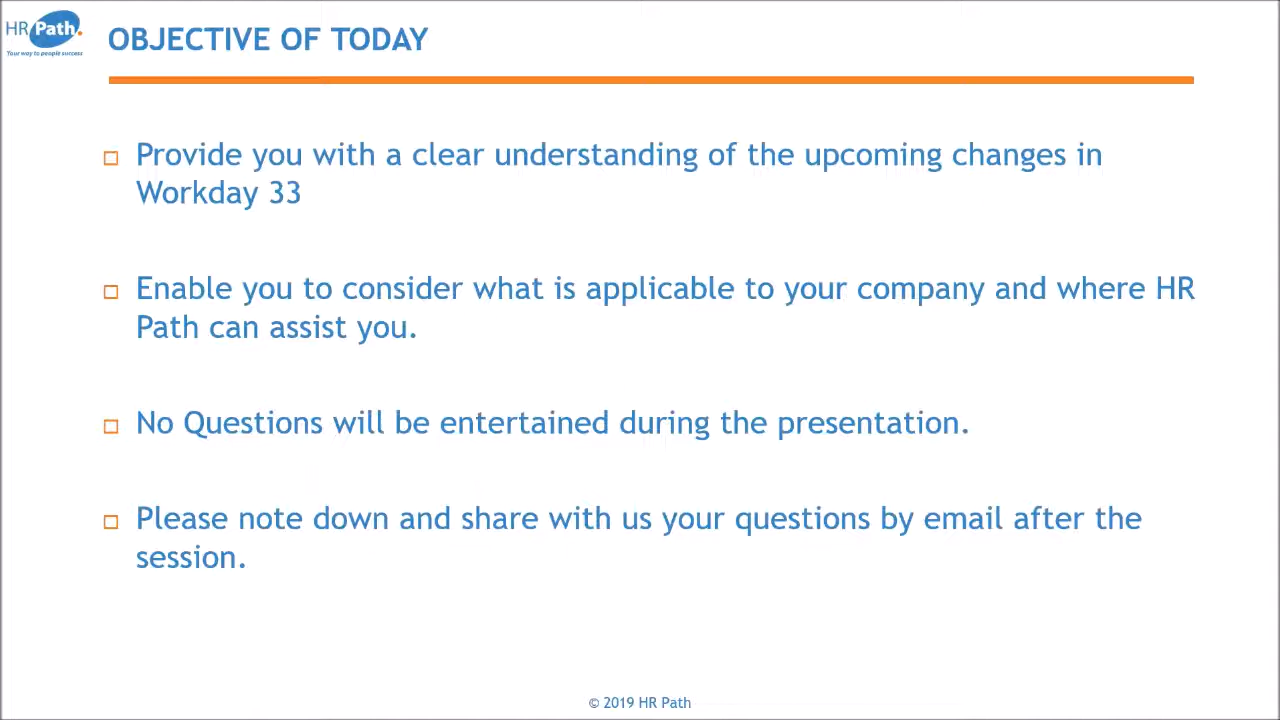 HR Path.
Your way to people success
OBJECTIVE OF TODAY
Provide you with a clear understanding of the upcoming changes in
Workday 33
Enable you to consider what is applicable to your company and where HR
Path can assist you.
No Questions will be entertained during the presentation.
Please note down and share with us your questions by email after the
session.
© 2019 HR Path